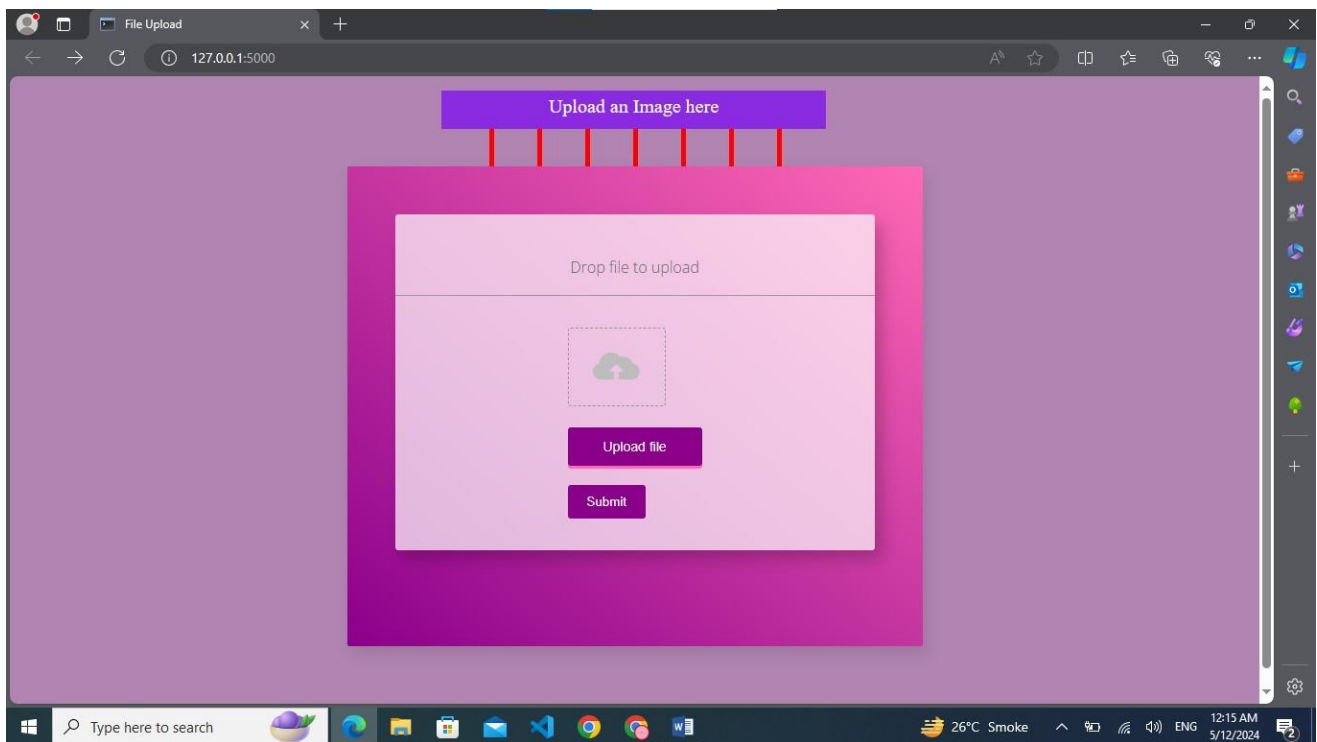 File Upload
127.0.0.1:5000
Upload an Image here
Drop file to upload
Upload file
Submit
Type here to search
26°C Smoke
ENG
12:15 AM
5/12/2024
2